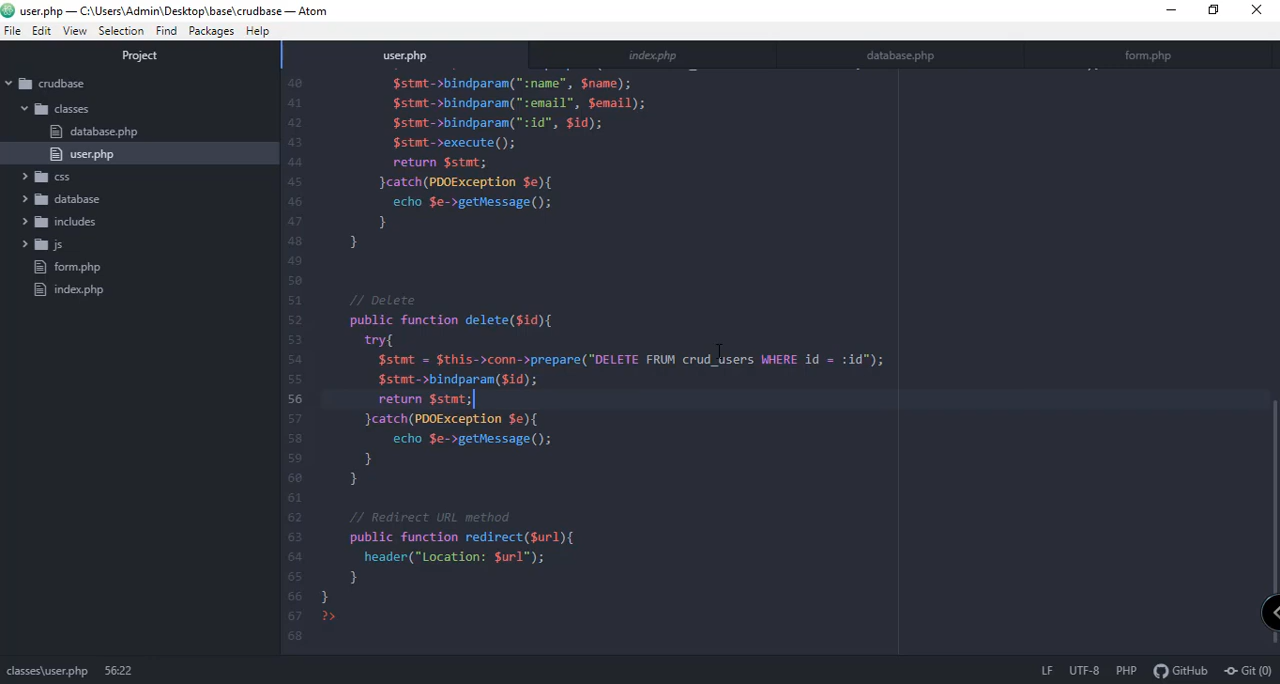 user.php — C:\Users\Admin\Desktop\base\crudbase — Atom
File Edit View Selection Find Packages Help
Project
user.php index.php database.php form.php
crudbase
classes
database.php
user.php
css
database
includes
js
form.php
index.php
40 $stmt->bindparam(":name", $name);
41 $stmt->bindparam(":email", $email);
42 $stmt->bindparam(":id", $id);
43 $stmt->execute();
44 return $stmt;
45 }catch(PDOException $e){
46 echo $e->getMessage();
47 }
48 }
49
50
51 // Delete
52 public function delete($id){
53 try{
54 $stmt = $this->conn->prepare("DELETE FRUM crud_users WHERE id = :id");
55 $stmt->bindparam($id);
56 return $stmt;
57 }catch(PDOException $e){
58 echo $e->getMessage();
59 }
60 }
61
62 // Redirect URL method
63 public function redirect($url){
64 header("Location: $url");
65 }
66 }
67 ?>
68
classes\user.php 56:22 LF UTF-8 PHP GitHub Git (0)